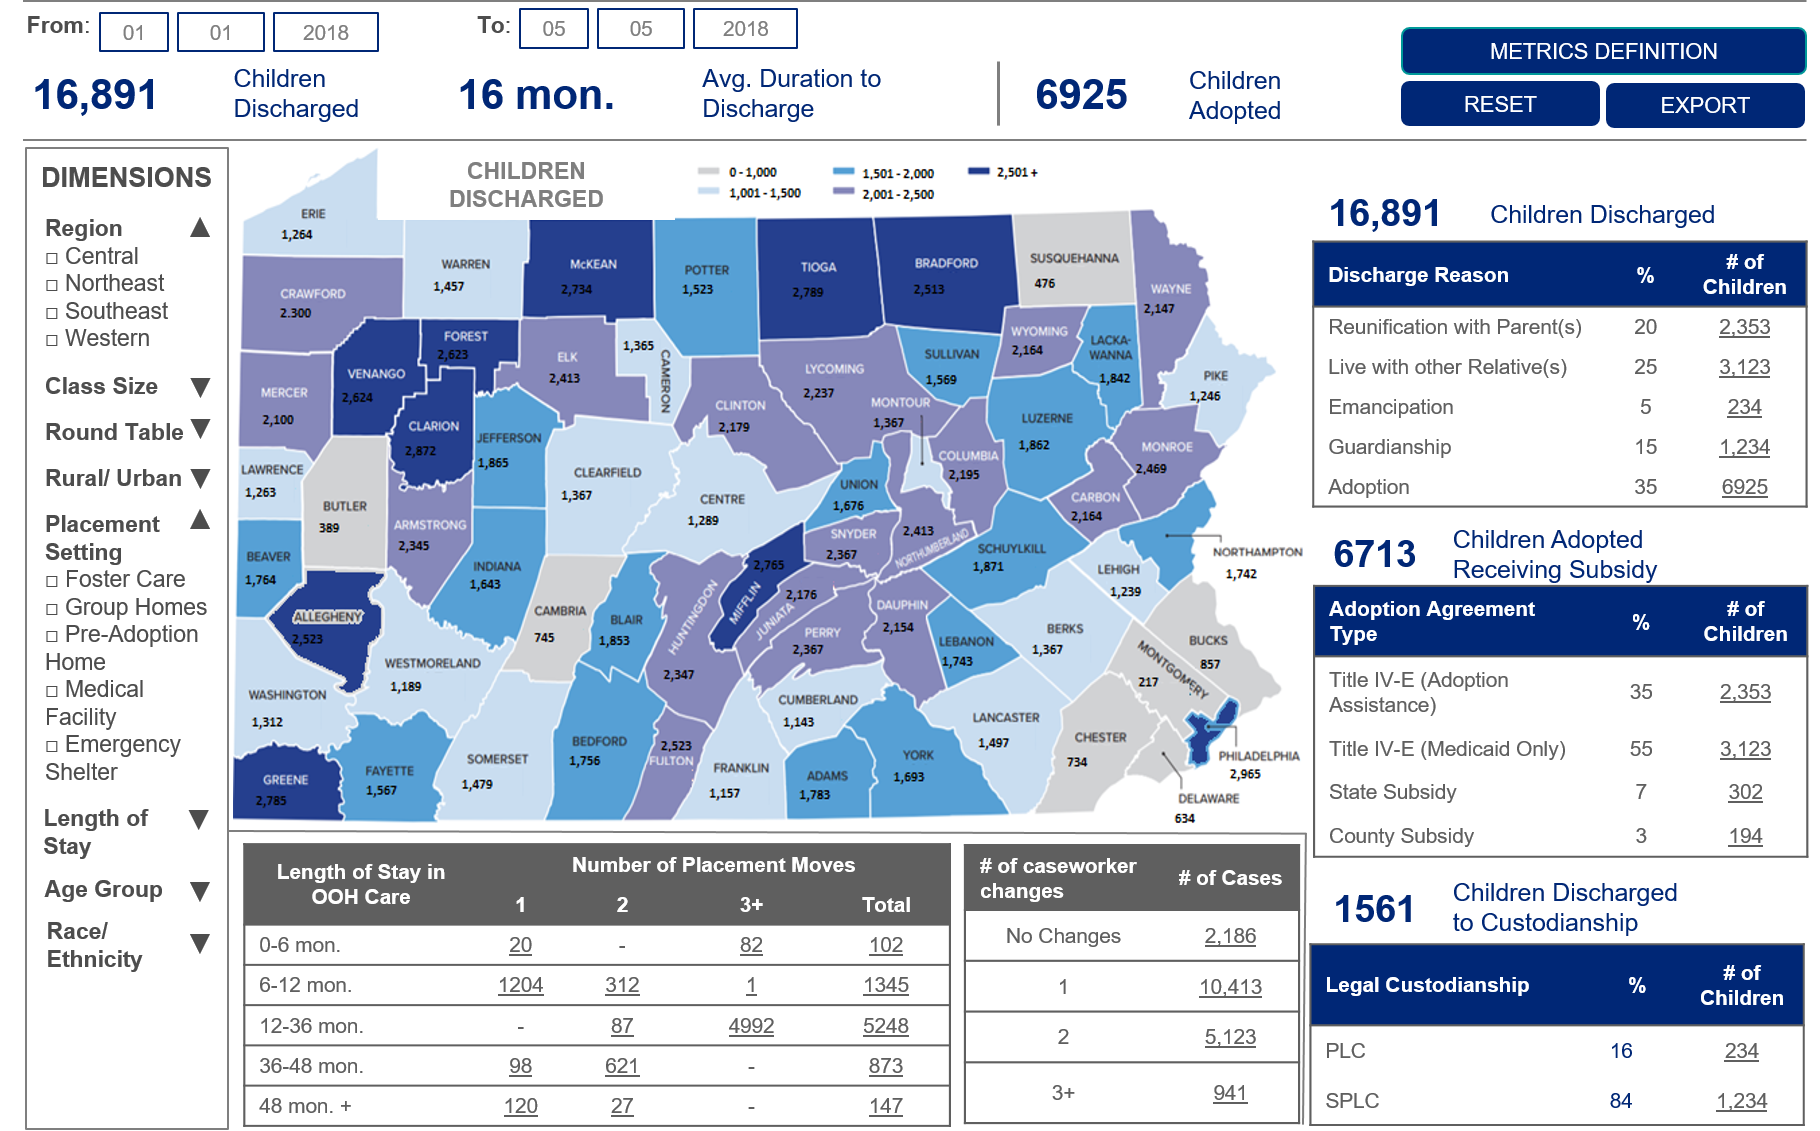 From: 01 01 2018 To: 05 05 2018
METRICS DEFINITION
RESET EXPORT
16,891 Children
Discharged
16 mon. Avg. Duration to
Discharge
6925 Children
Adopted
DIMENSIONS
Region ▲
□ Central
□ Northeast
□ Southeast
□ Western
Class Size ▼
Round Table ▼
Rural/ Urban ▼
Placement ▲
Setting
□ Foster Care
□ Group Homes
□ Pre-Adoption
Home
□ Medical
Facility
□ Emergency
Shelter
Length of ▼
Stay
Age Group ▼
Race/ ▼
Ethnicity
CHILDREN
DISCHARGED
0 - 1,000
1,001 - 1,500
1,501 - 2,000
2,001 - 2,500
2,501 +
ERIE
1,264
CRAWFORD
2.300
WARREN
1,457
McKEAN
2,734
POTTER
1,523
TIOGA
2,789
BRADFORD
2,513
SUSQUEHANNA
476
WAYNE
2,147
MERCER
2,100
VENANGO
2,624
FOREST
2,623
ELK
2,413
1,365
CAMERON
CLINTON
2,179
LYCOMING
2,237
SULLIVAN
1,569
WYOMING
2,164
LACKA-
WANNA
1,842
PIKE
1,246
LAWRENCE
1,263
BUTLER
389
CLARION
2,872
JEFFERSON
1,865
CLEARFIELD
1,367
CENTRE
1,289
MONTOUR
1,367
UNION
1,676
COLUMBIA
2,195
LUZERNE
1,862
MONROE
2,469
CARBON
2,164
BEAVER
1,764
ARMSTRONG
2,345
INDIANA
1,643
CAMBRIA
745
BLAIR
1,853
HUNTINGDON
2,347
2,765
MIFFLIN
2,176
JUNIATA
SNYDER
2,367
2,413
NORTHUMBERLAND
SCHUYLKILL
1,871
LEHIGH
1,239
NORTHAMPTON
1,742
ALLEGHENY
2,523
WESTMORELAND
1,189
WASHINGTON
1,312
PERRY
2,367
DAUPHIN
2,154
LEBANON
1,743
BERKS
1,367
BUCKS
857
MONTGOMERY
217
GREENE
2,785
FAYETTE
1,567
SOMERSET
1,479
BEDFORD
1,756
2,523
FULTON
FRANKLIN
1,157
CUMBERLAND
1,143
ADAMS
1,783
YORK
1,693
LANCASTER
1,497
CHESTER
734
PHILADELPHIA
2,965
DELAWARE
634
16,891 Children Discharged
Discharge Reason % # of
Children
Reunification with Parent(s) 20 2,353
Live with other Relative(s) 25 3,123
Emancipation 5 234
Guardianship 15 1,234
Adoption 35 6925
6713 Children Adopted
Receiving Subsidy
Adoption Agreement
Type % # of
Children
Title IV-E (Adoption
Assistance) 35 2,353
Title IV-E (Medicaid Only) 55 3,123
State Subsidy 7 302
County Subsidy 3 194
1561 Children Discharged
to Custodianship
Legal Custodianship % # of
Children
PLC 16 234
SPLC 84 1,234
Length of Stay in
OOH Care
Number of Placement Moves
1 2 3+ Total
0-6 mon. 20 - 82 102
6-12 mon. 1204 312 1 1345
12-36 mon. - 87 4992 5248
36-48 mon. 98 621 - 873
48 mon. + 120 27 - 147
# of caseworker
changes
# of Cases
No Changes 2,186
1 10,413
2 5,123
3+ 941